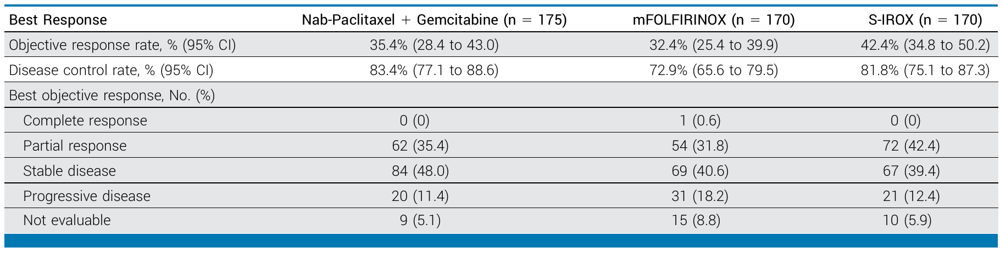 Best Response Nab-Paclitaxel + Gemcitabine (n = 175) mFOLFIRINOX (n = 170) S-IROX (n = 170)
Objective response rate, % (95% CI) 35.4% (28.4 to 43.0) 32.4% (25.4 to 39.9) 42.4% (34.8 to 50.2)
Disease control rate, % (95% CI) 83.4% (77.1 to 88.6) 72.9% (65.6 to 79.5) 81.8% (75.1 to 87.3)
Best objective response, No. (%)
Complete response 0 (0) 1 (0.6) 0 (0)
Partial response 62 (35.4) 54 (31.8) 72 (42.4)
Stable disease 84 (48.0) 69 (40.6) 67 (39.4)
Progressive disease 20 (11.4) 31 (18.2) 21 (12.4)
Not evaluable 9 (5.1) 15 (8.8) 10 (5.9)